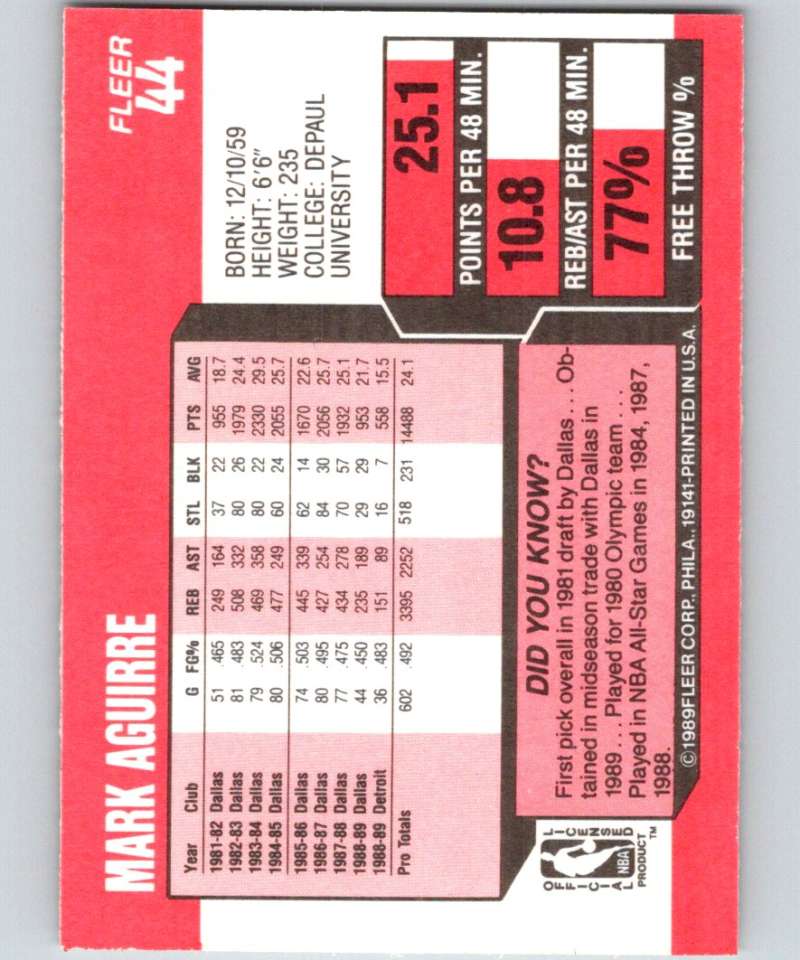 MARK AGUIRRE
FLEER
44
Year Club G FG% REB AST STL BLK PTS AVG
1981-82 Dallas 51 .465 249 164 37 22 955 18.7
1982-83 Dallas 81 .483 508 332 80 26 1979 24.4
1983-84 Dallas 79 .524 469 358 80 22 2330 29.5
1984-85 Dallas 80 .506 477 249 60 24 2055 25.7
1985-86 Dallas 74 .503 445 339 62 14 1670 22.6
1986-87 Dallas 80 .495 427 254 84 30 2056 25.7
1987-88 Dallas 77 .475 434 278 70 57 1932 25.1
1988-89 Dallas 44 .450 235 189 29 29 953 21.7
1988-89 Detroit 36 .483 151 89 16 7 558 15.5
Pro Totals 602 .492 3395 2252 518 231 14488 24.1
BORN: 12/10/59
HEIGHT: 6'6"
WEIGHT: 235
COLLEGE: DEPAUL
UNIVERSITY
25.1
POINTS PER 48 MIN.
10.8
REB/AST PER 48 MIN.
77%
FREE THROW %
DID YOU KNOW?
First pick overall in 1981 draft by Dallas . . . Ob-
tained in midseason trade with Dallas in
1989 . . . Played for 1980 Olympic team . . .
Played in NBA All-Star Games in 1984, 1987,
1988.
OFFICIAL
LICENSED
NBA
PRODUCT™
©1989 FLEER CORP., PHILA., 19141-PRINTED IN U.S.A.